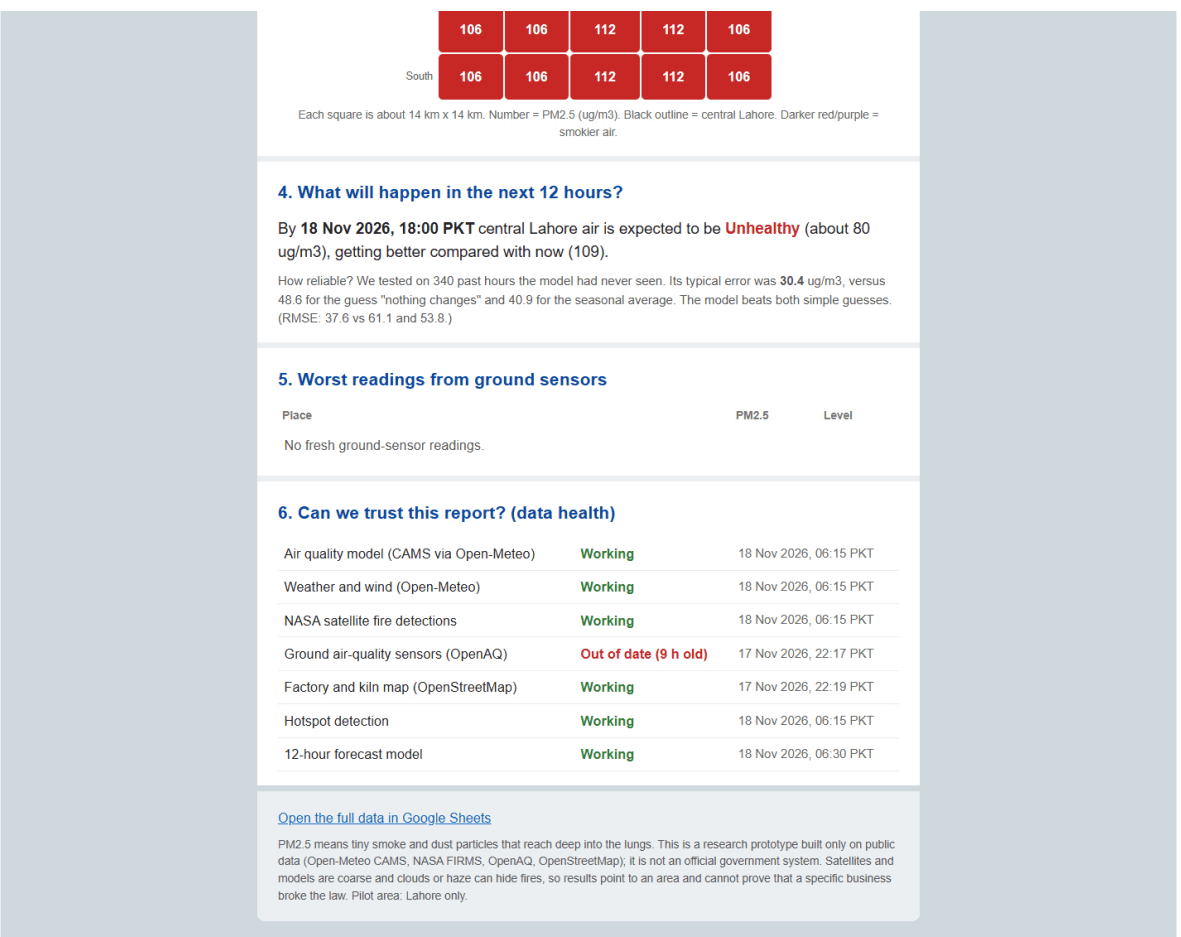 106 106 112 112 106
South 106 106 112 112 106
Each square is about 14 km x 14 km. Number = PM2.5 (ug/m3). Black outline = central Lahore. Darker red/purple =
smokier air.
4. What will happen in the next 12 hours?
By 18 Nov 2026, 18:00 PKT central Lahore air is expected to be Unhealthy (about 80
ug/m3), getting better compared with now (109).
How reliable? We tested on 340 past hours the model had never seen. Its typical error was 30.4 ug/m3, versus
48.6 for the guess "nothing changes" and 40.9 for the seasonal average. The model beats both simple guesses.
(RMSE: 37.6 vs 61.1 and 53.8.)
5. Worst readings from ground sensors
Place PM2.5 Level
No fresh ground-sensor readings.
6. Can we trust this report? (data health)
Air quality model (CAMS via Open-Meteo) Working 18 Nov 2026, 06:15 PKT
Weather and wind (Open-Meteo) Working 18 Nov 2026, 06:15 PKT
NASA satellite fire detections Working 18 Nov 2026, 06:15 PKT
Ground air-quality sensors (OpenAQ) Out of date (9 h old) 17 Nov 2026, 22:17 PKT
Factory and kiln map (OpenStreetMap) Working 17 Nov 2026, 22:19 PKT
Hotspot detection Working 18 Nov 2026, 06:15 PKT
12-hour forecast model Working 18 Nov 2026, 06:30 PKT
Open the full data in Google Sheets
PM2.5 means tiny smoke and dust particles that reach deep into the lungs. This is a research prototype built only on public
data (Open-Meteo CAMS, NASA FIRMS, OpenAQ, OpenStreetMap); it is not an official government system. Satellites and
models are coarse and clouds or haze can hide fires, so results point to an area and cannot prove that a specific business
broke the law. Pilot area: Lahore only.